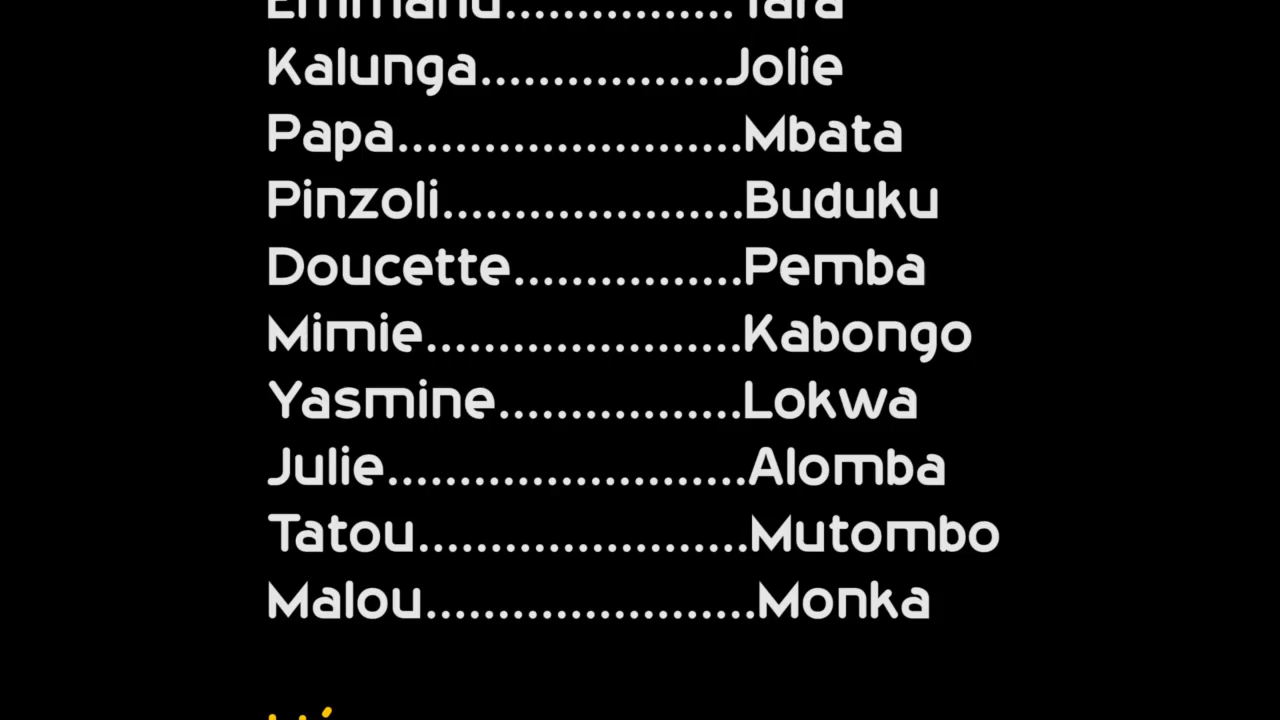 Kalunga.................Jolie
Papa........................Mbata
Pinzoli.....................Buduku
Doucette................Pemba
Mimie......................Kabongo
Yasmine.................Lokwa
Julie.........................Alomba
Tatou.......................Mutombo
Malou.......................Monka